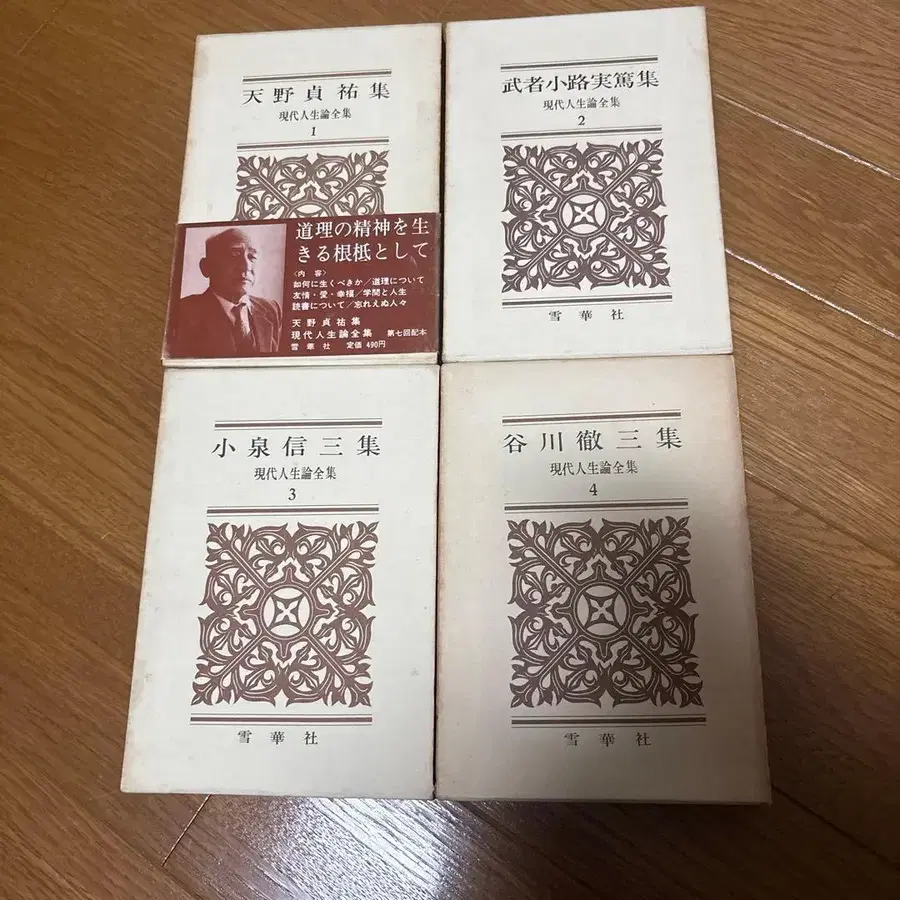 天野貞祐集
現代人生論全集
1
道理の精神を生
きる根柢として
〈内容〉
如何に生くべきか/道理について
友情・愛・幸福/学問と人生
読書について/忘れえぬ人々
天野貞祐集
現代人生論全集 第七回配本
雪華社 定価490円
武者小路実篤集
現代人生論全集
2
雪華社
小泉信三集
現代人生論全集
3
雪華社
谷川徹三集
現代人生論全集
4
雪華社